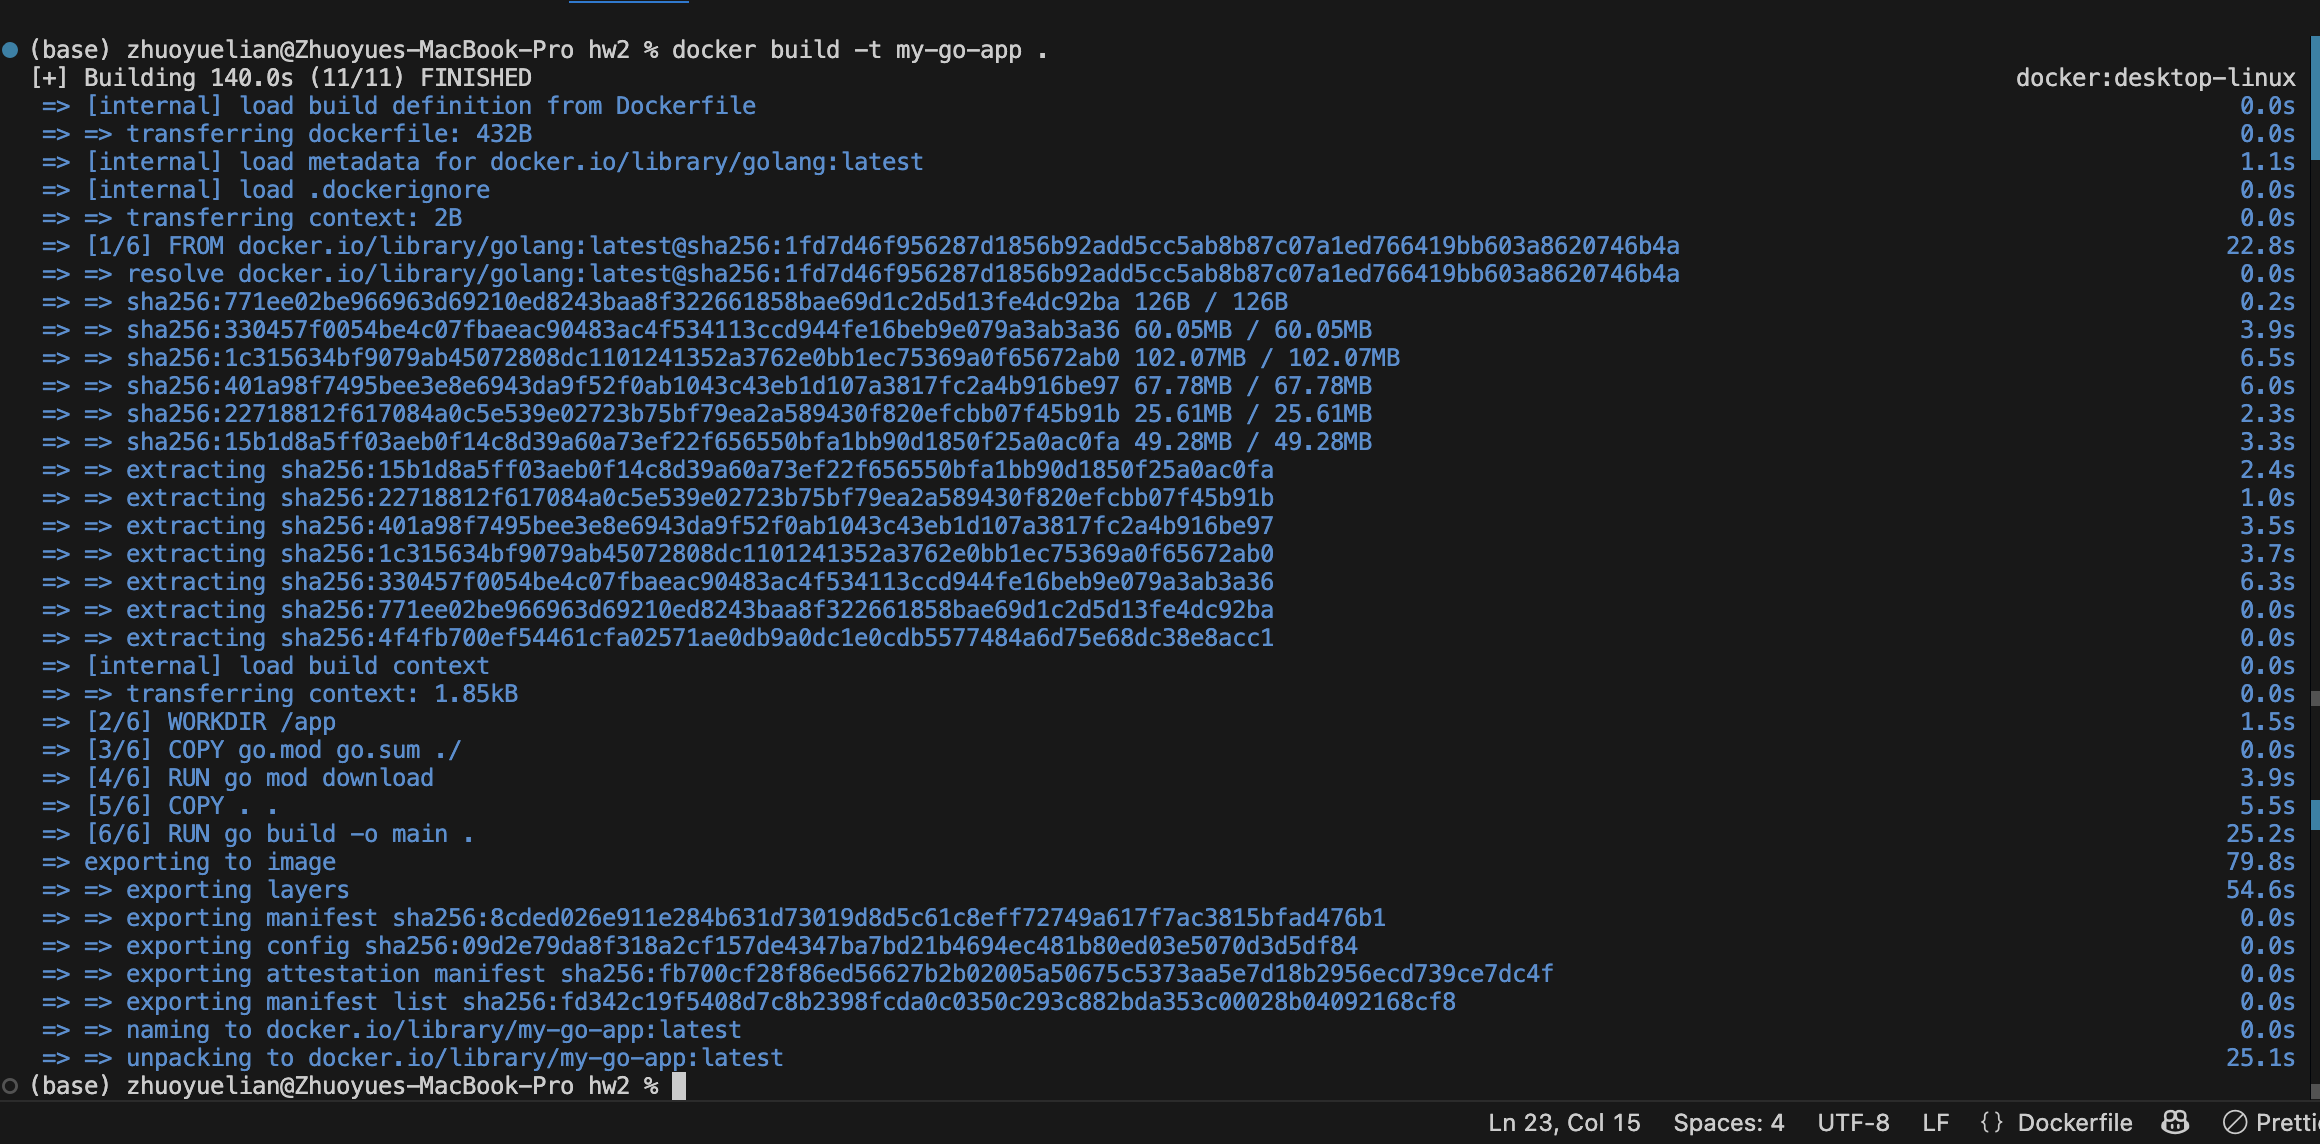 (base) zhuoyuelian@Zhuoyues-MacBook-Pro hw2 % docker build -t my-go-app .
[+] Building 140.0s (11/11) FINISHED docker:desktop-linux
=> [internal] load build definition from Dockerfile 0.0s
=> => transferring dockerfile: 432B 0.0s
=> [internal] load metadata for docker.io/library/golang:latest 1.1s
=> [internal] load .dockerignore 0.0s
=> => transferring context: 2B 0.0s
=> [1/6] FROM docker.io/library/golang:latest@sha256:1fd7d46f956287d1856b92add5cc5ab8b87c07a1ed766419bb603a8620746b4a 22.8s
=> => resolve docker.io/library/golang:latest@sha256:1fd7d46f956287d1856b92add5cc5ab8b87c07a1ed766419bb603a8620746b4a 0.0s
=> => sha256:771ee02be966963d69210ed8243baa8f322661858bae69d1c2d5d13fe4dc92ba 126B / 126B 0.2s
=> => sha256:330457f0054be4c07fbaeac90483ac4f534113ccd944fe16beb9e079a3ab3a36 60.05MB / 60.05MB 3.9s
=> => sha256:1c315634bf9079ab45072808dc1101241352a3762e0bb1ec75369a0f65672ab0 102.07MB / 102.07MB 6.5s
=> => sha256:401a98f7495bee3e8e6943da9f52f0ab1043c43eb1d107a3817fc2a4b916be97 67.78MB / 67.78MB 6.0s
=> => sha256:22718812f617084a0c5e539e02723b75bf79ea2a589430f820efcbb07f45b91b 25.61MB / 25.61MB 2.3s
=> => sha256:15b1d8a5ff03aeb0f14c8d39a60a73ef22f656550bfa1bb90d1850f25a0ac0fa 49.28MB / 49.28MB 3.3s
=> => extracting sha256:15b1d8a5ff03aeb0f14c8d39a60a73ef22f656550bfa1bb90d1850f25a0ac0fa 2.4s
=> => extracting sha256:22718812f617084a0c5e539e02723b75bf79ea2a589430f820efcbb07f45b91b 1.0s
=> => extracting sha256:401a98f7495bee3e8e6943da9f52f0ab1043c43eb1d107a3817fc2a4b916be97 3.5s
=> => extracting sha256:1c315634bf9079ab45072808dc1101241352a3762e0bb1ec75369a0f65672ab0 3.7s
=> => extracting sha256:330457f0054be4c07fbaeac90483ac4f534113ccd944fe16beb9e079a3ab3a36 6.3s
=> => extracting sha256:771ee02be966963d69210ed8243baa8f322661858bae69d1c2d5d13fe4dc92ba 0.0s
=> => extracting sha256:4f4fb700ef54461cfa02571ae0db9a0dc1e0cdb5577484a6d75e68dc38e8acc1 0.0s
=> [internal] load build context 0.0s
=> => transferring context: 1.85kB 0.0s
=> [2/6] WORKDIR /app 1.5s
=> [3/6] COPY go.mod go.sum ./ 0.0s
=> [4/6] RUN go mod download 3.9s
=> [5/6] COPY . . 5.5s
=> [6/6] RUN go build -o main . 25.2s
=> exporting to image 79.8s
=> => exporting layers 54.6s
=> => exporting manifest sha256:8cded026e911e284b631d73019d8d5c61c8eff72749a617f7ac3815bfad476b1 0.0s
=> => exporting config sha256:09d2e79da8f318a2cf157de4347ba7bd21b4694ec481b80ed03e5070d3d5df84 0.0s
=> => exporting attestation manifest sha256:fb700cf28f86ed56627b2b02005a50675c5373aa5e7d18b2956ecd739ce7dc4f 0.0s
=> => exporting manifest list sha256:fd342c19f5408d7c8b2398fcda0c0350c293c882bda353c00028b04092168cf8 0.0s
=> => naming to docker.io/library/my-go-app:latest 0.0s
=> => unpacking to docker.io/library/my-go-app:latest 25.1s
(base) zhuoyuelian@Zhuoyues-MacBook-Pro hw2 %
Ln 23, Col 15 Spaces: 4 UTF-8 LF {} Dockerfile Pretti